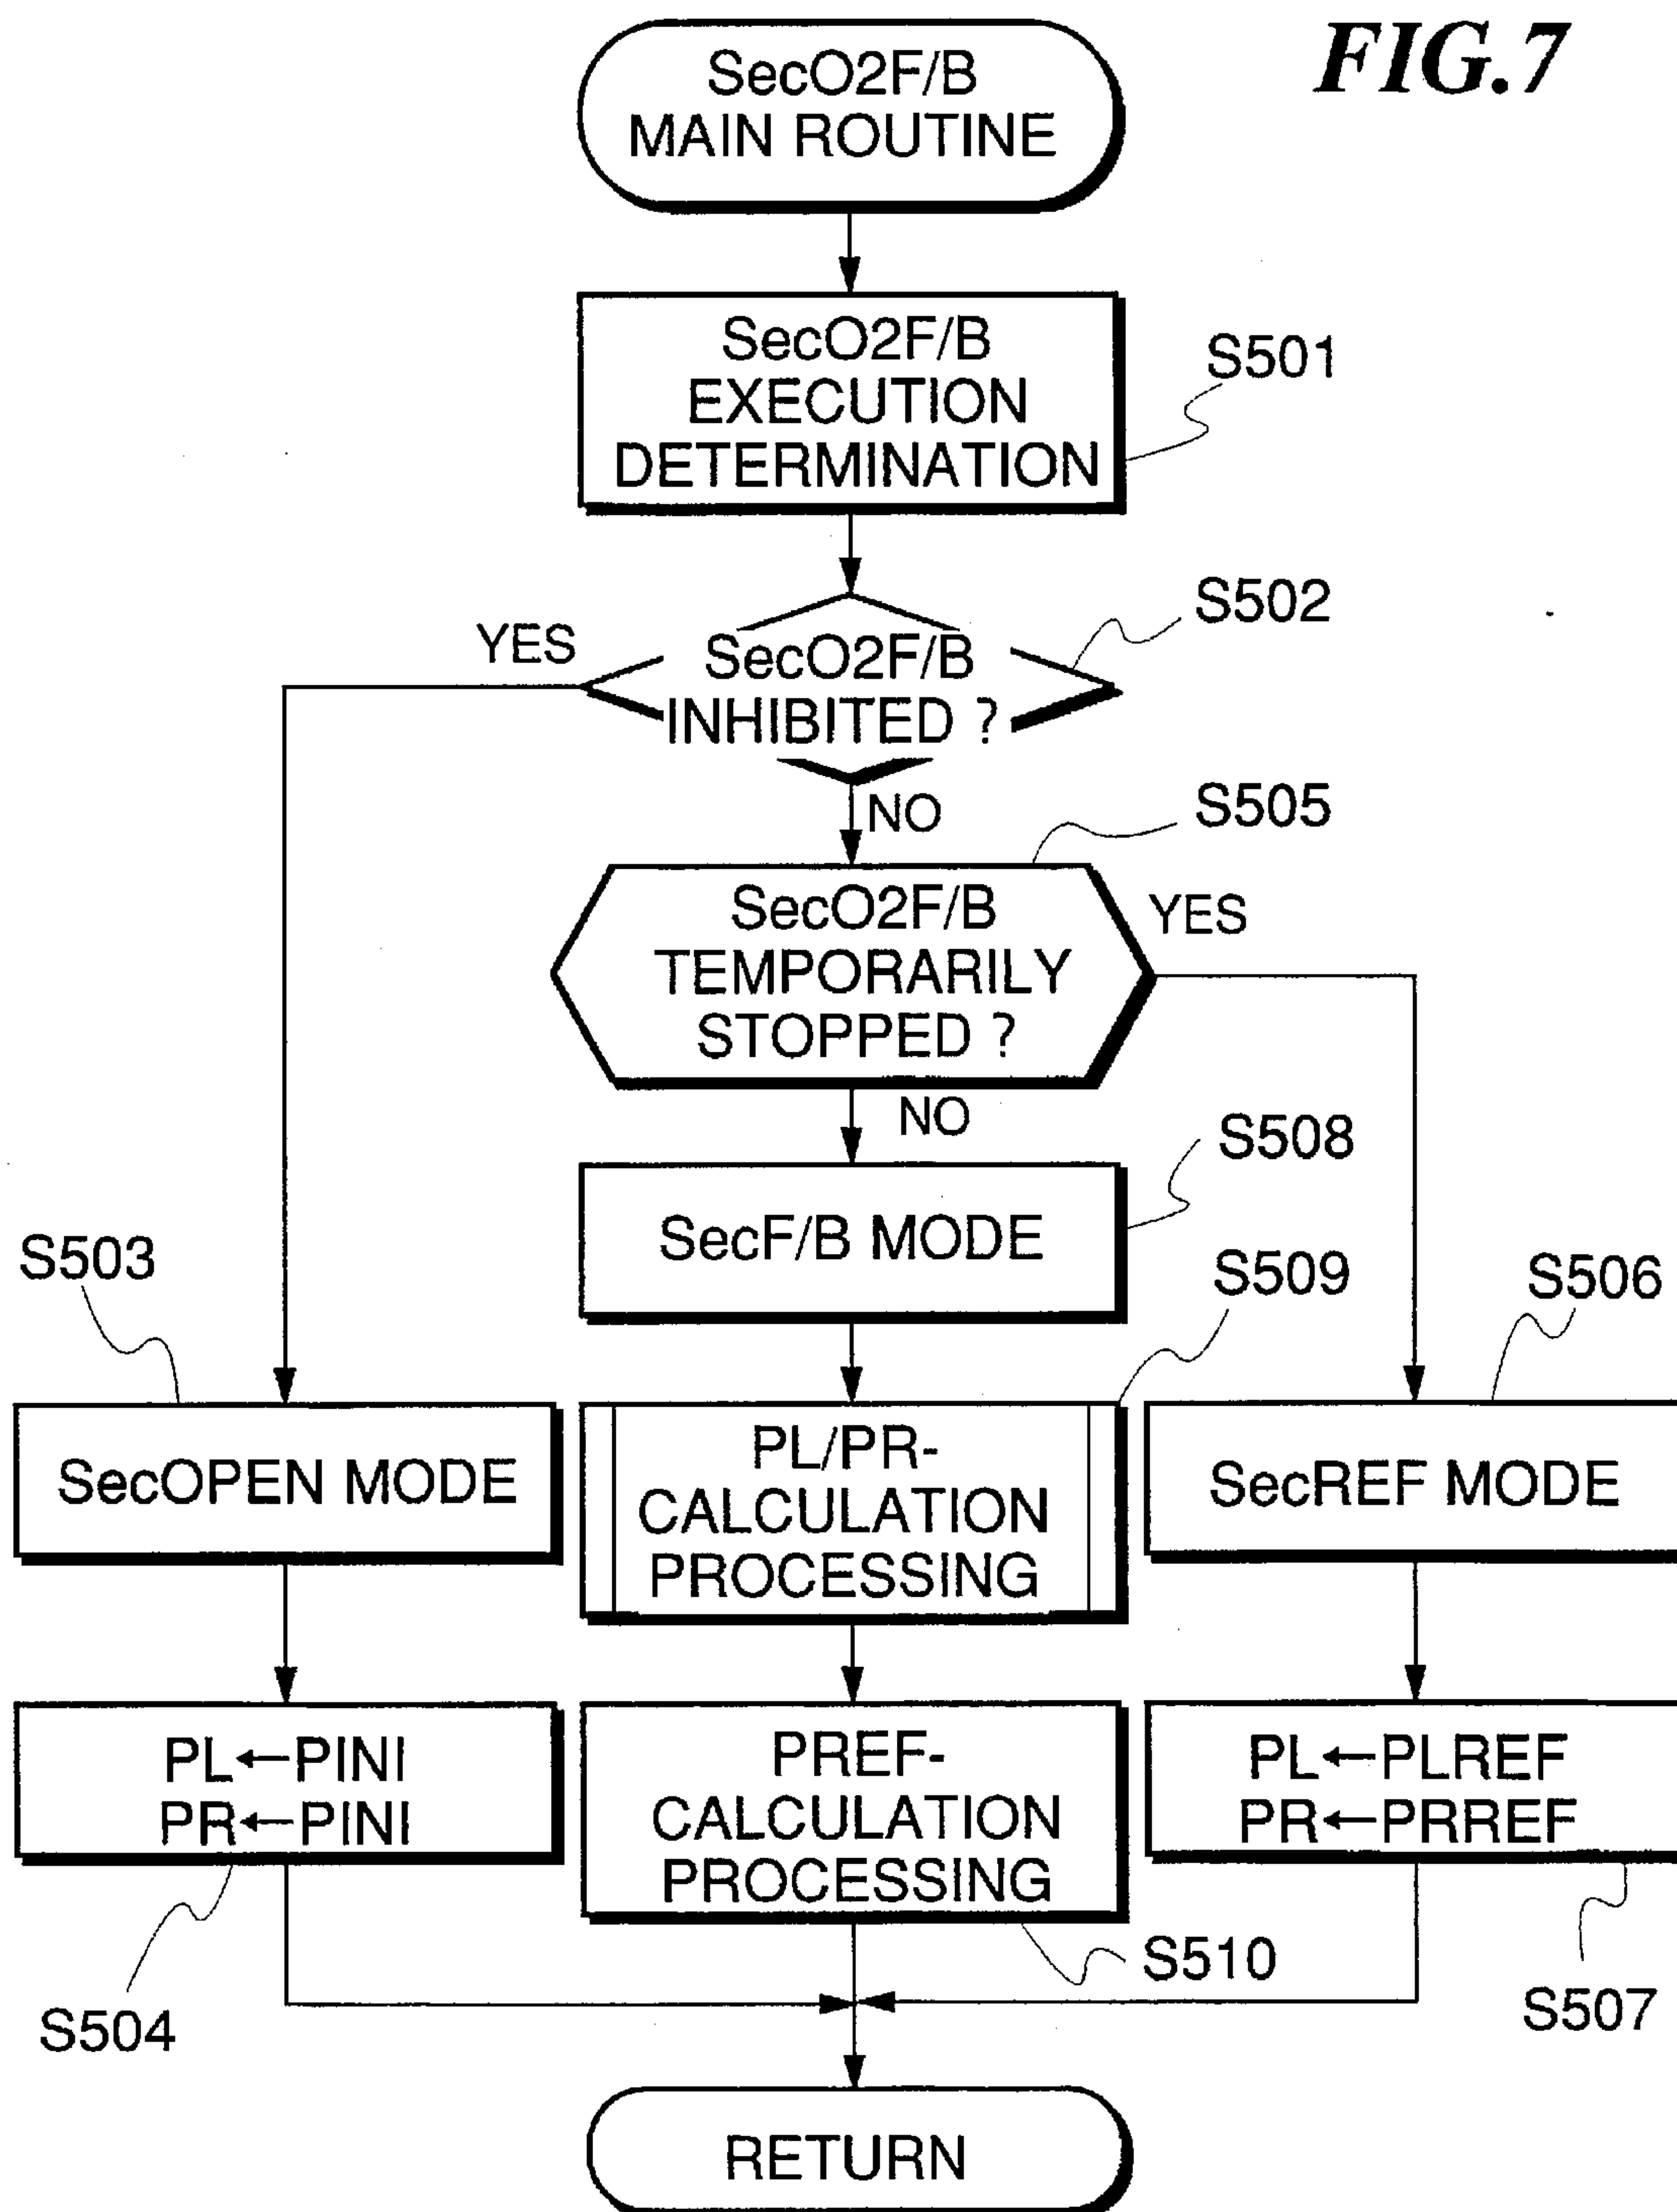 FIG.7
SecO2F/B
MAIN ROUTINE
SecO2F/B
EXECUTION
DETERMINATION
S501
S502
YES
SecO2F/B
INHIBITED ?
NO
S505
SecO2F/B
TEMPORARILY
STOPPED ?
YES
NO
S508
SecF/B MODE
S503
S509
S506
SecOPEN MODE
PL/PR-
CALCULATION
PROCESSING
SecREF MODE
PL←PINI
PR←PINI
PREF-
CALCULATION
PROCESSING
PL←PLREF
PR←PRREF
S504
S510
S507
RETURN